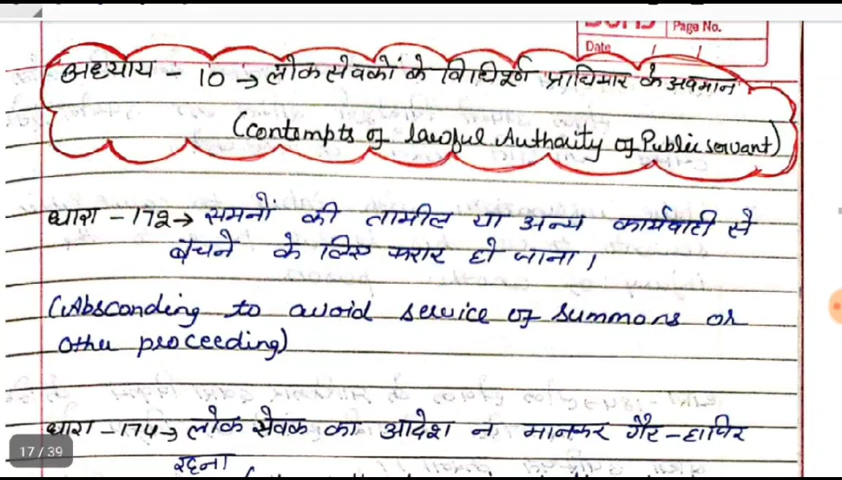 Page No.
Date
अध्याय - 10 → लोक सेवकों के विधिपूर्ण प्राधिकार के अवमान
(Contempts of lawful Authority of Public servant)
धारा - 172 → समनों की तामील या अन्य कार्यवाही से
बचने के लिए फरार हो जाना।
(Absconding to avoid service of summons or
other proceeding)
धारा - 174 → लोक सेवक का आदेश न मानकर गैर - हाजिर
रहना
17 / 39